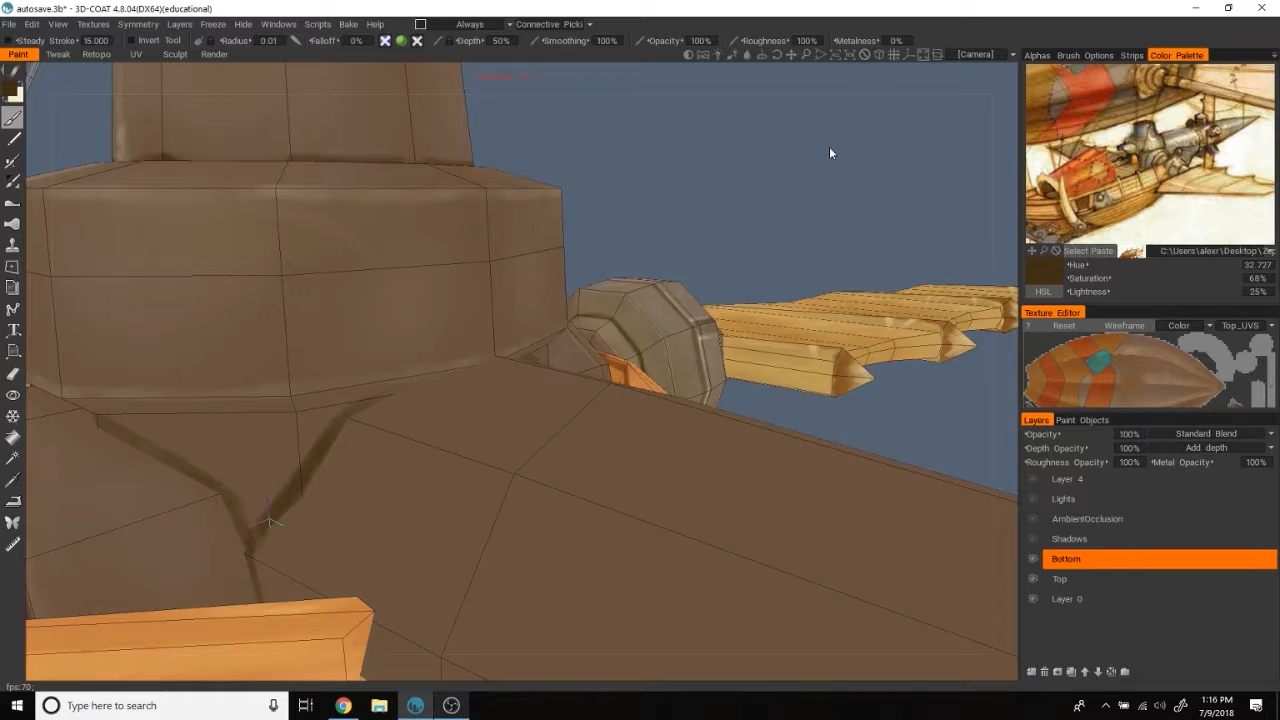 autosave.3b* - 3D-COAT 4.8.04(DX64)(educational)
File Edit View Textures Symmetry Layers Freeze Hide Windows Scripts Bake Help Always Connective Picki
Steady Stroke 15.000 Invert Tool Radius 0.01 Falloff 0% Depth 50% Smoothing 100% Opacity 100% Roughness 100% Metalness 0%
Paint Tweak Retopo UV Sculpt Render [Camera] Alphas Brush Options Strips Color Palette
Select Paste C:\Users\alexr\Desktop\Z
Hue 32.727
Saturation 68%
HSL Lightness 25%
Texture Editor
Reset Wireframe Color Top_UVS
Layers Paint Objects
Opacity 100% Standard Blend
Depth Opacity 100% Add depth
Roughness Opacity 100% Metal Opacity 100%
Layer 4
Lights
AmbientOcclusion
Shadows
Bottom
Top
Layer 0
fps:70;
Type here to search
1:16 PM
7/9/2018